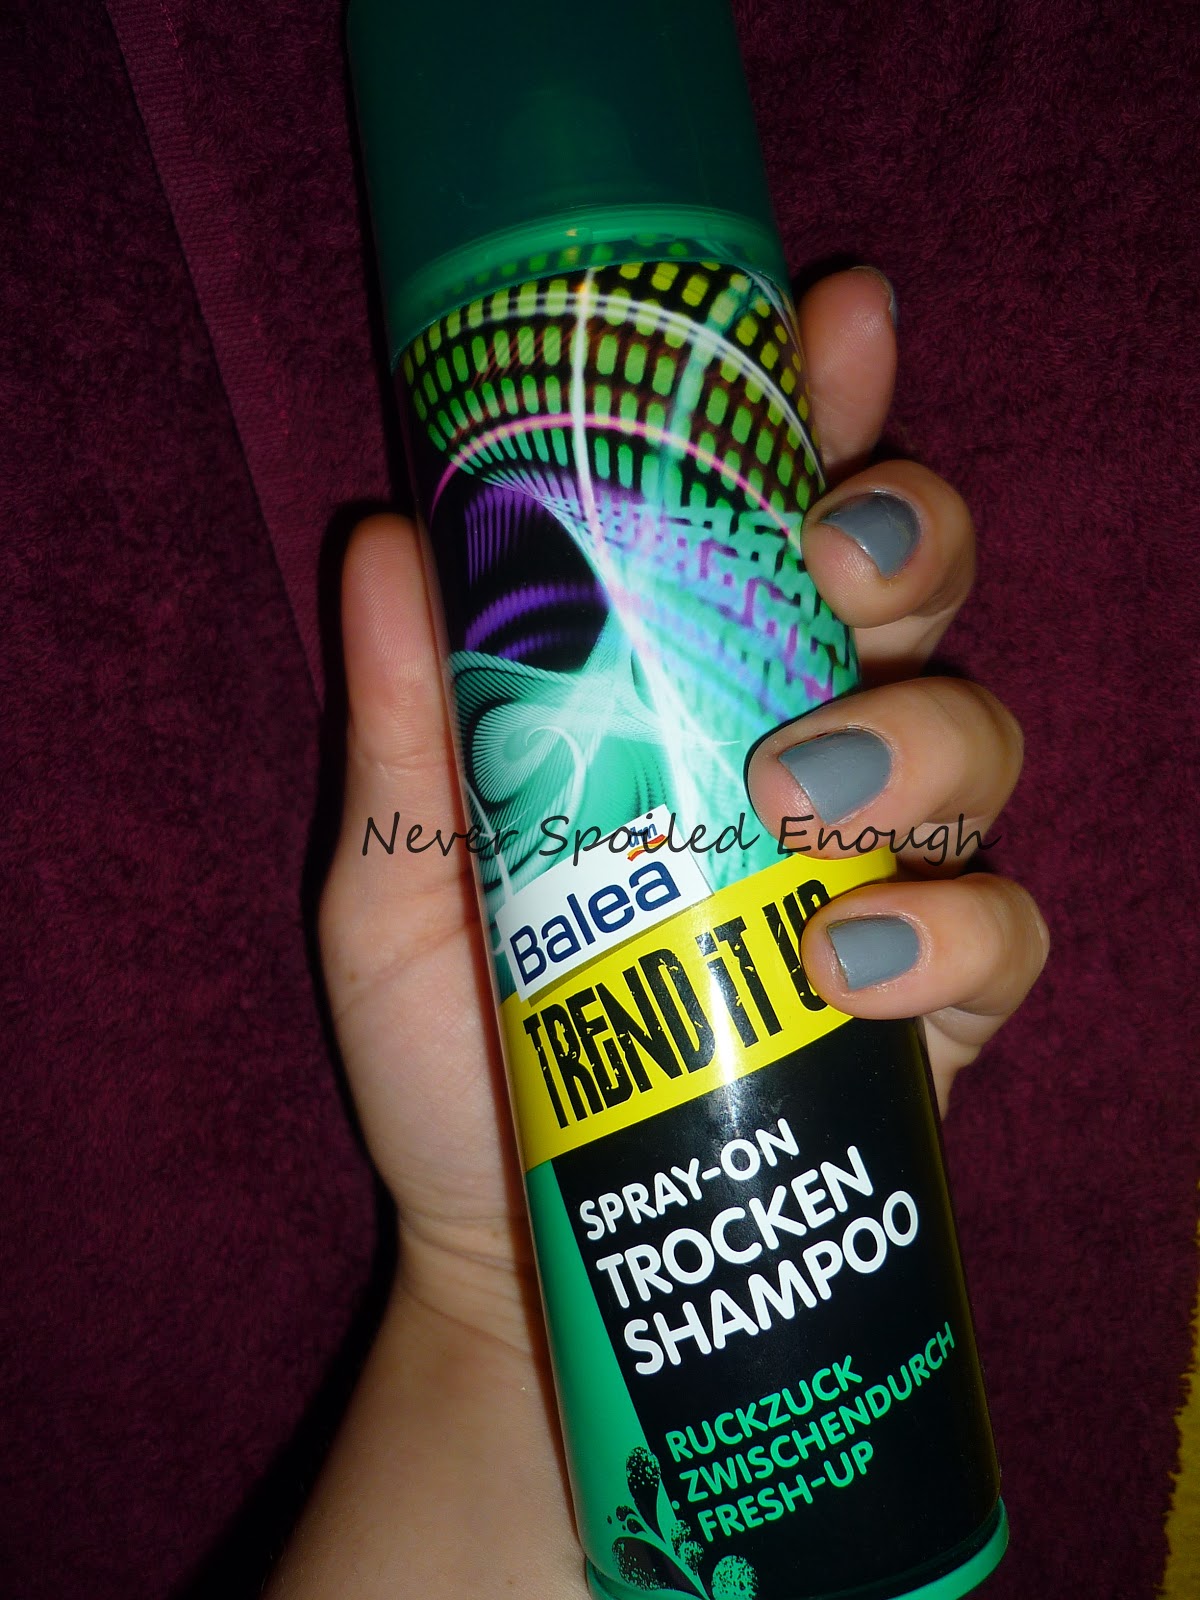 Never Spoiled Enough
dm
Balea
TREND IT UP
SPRAY-ON
TROCKEN
SHAMPOO
RUCKZUCK
ZWISCHENDURCH
FRESH-UP